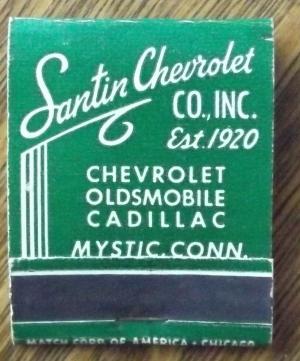 Santin Chevrolet
CO., INC.
Est. 1920
CHEVROLET
OLDSMOBILE
CADILLAC
MYSTIC, CONN.
MATCH CORP. OF AMERICA • CHICAGO